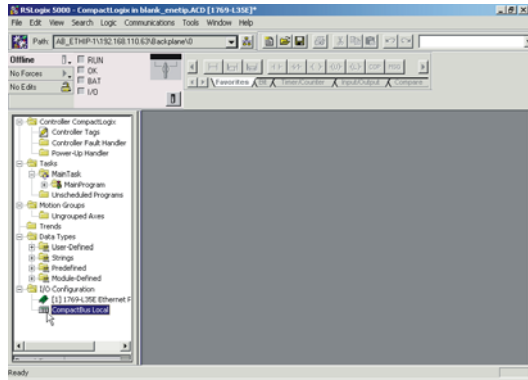 RSLogix 5000 - CompactLogix in blank_enetip.ACD [1769-L35E]*
File Edit View Search Logic Communications Tools Window Help
Path: AB_ETHIP-1\192.168.110.63\Backplane\0
Offline
RUN
No Forces
OK
BAT
No Edits
I/O
Favorites
Bit
Timer/Counter
Input/Output
Compare
Controller CompactLogix
Controller Tags
Controller Fault Handler
Power-Up Handler
Tasks
MainTask
MainProgram
Unscheduled Programs
Motion Groups
Ungrouped Axes
Trends
Data Types
User-Defined
Strings
Predefined
Module-Defined
I/O Configuration
[1] 1769-L35E Ethernet P
CompactBus Local
Ready